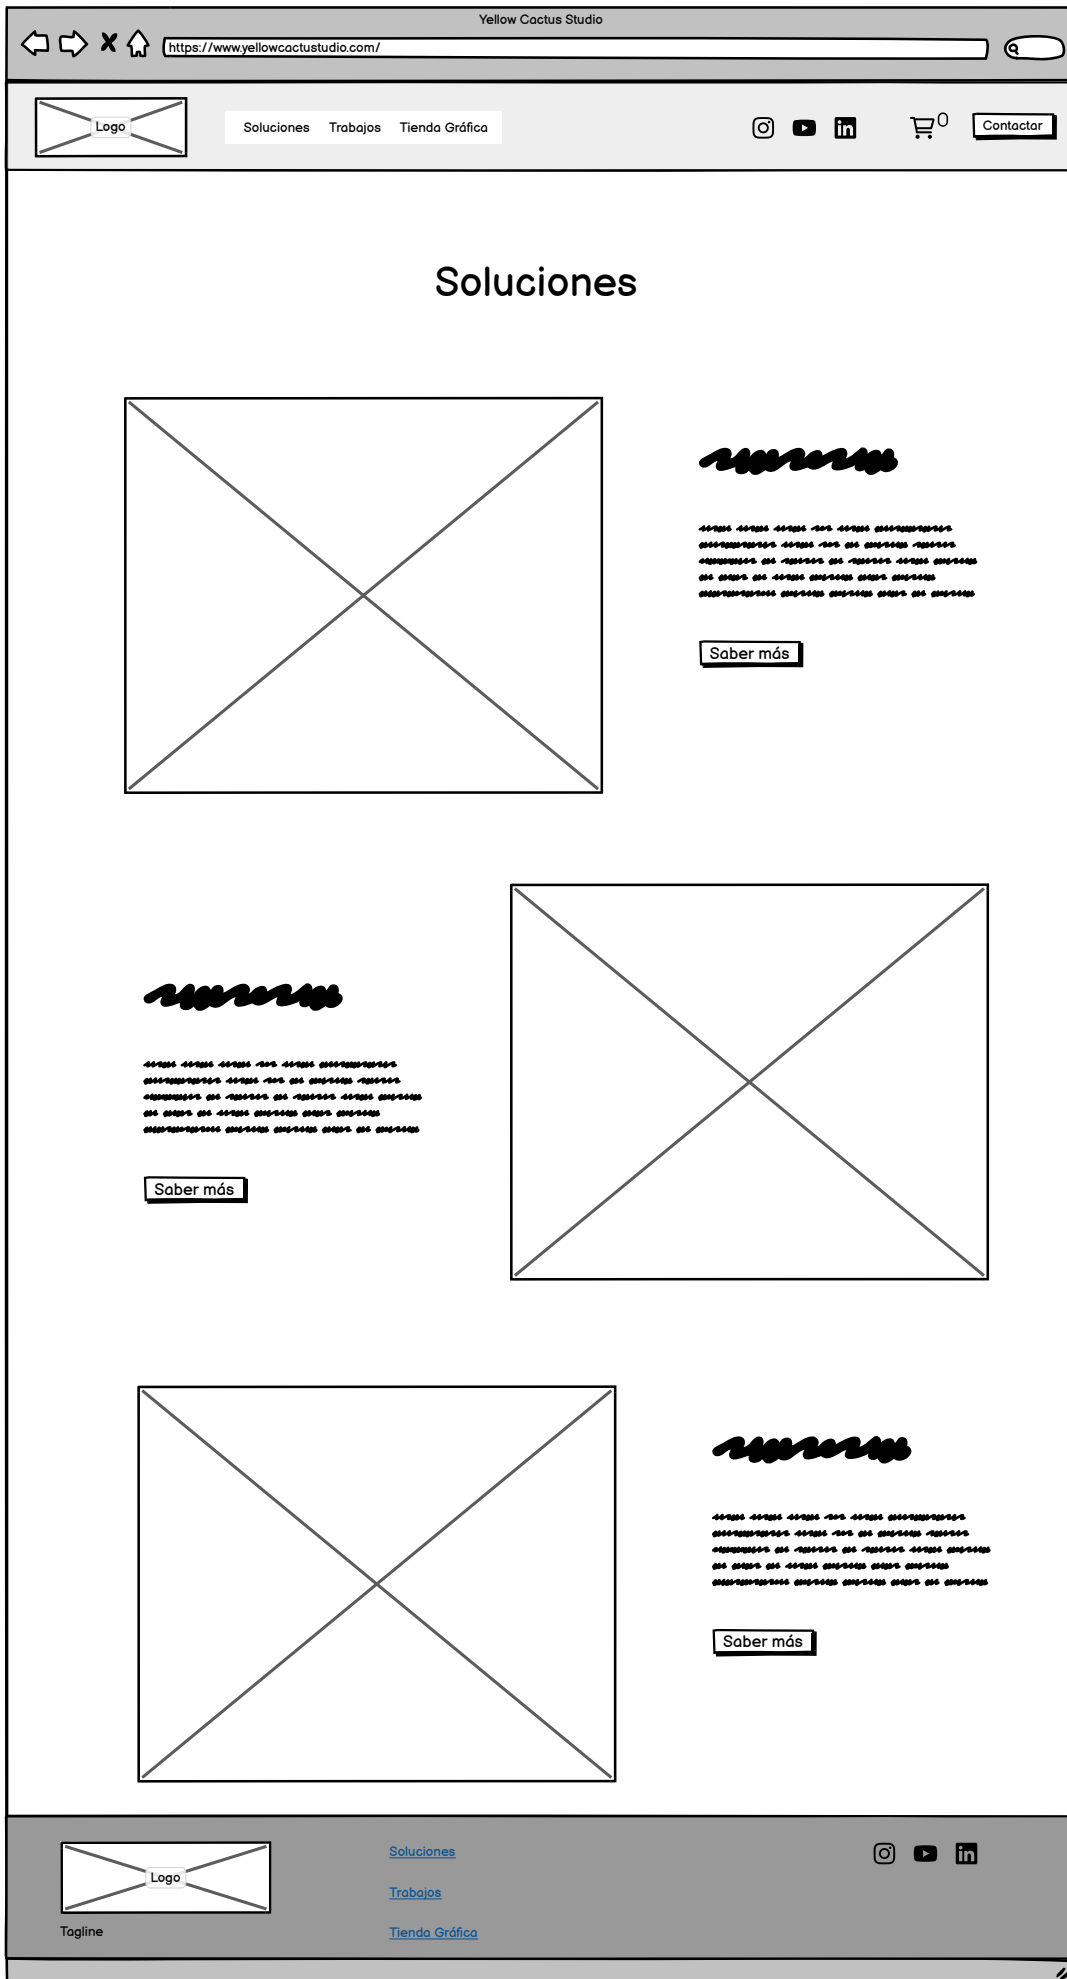 Yellow Cactus Studio
https://www.yellowcactustudio.com/
Logo
Soluciones Trabajos Tienda Gráfica
0
Contactar
Soluciones
Saber más
Saber más
Saber más
Logo
Tagline
Soluciones
Trabajos
Tienda Gráfica